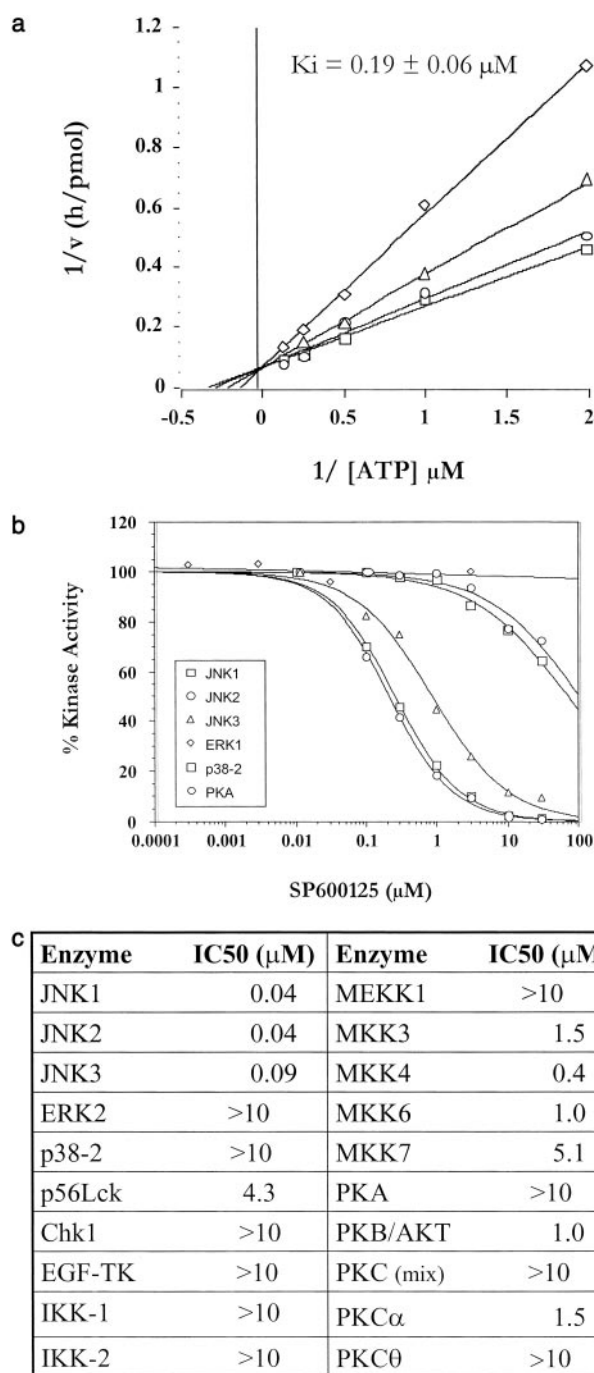 a
1.2
1
0.8
0.6
0.4
0.2
0
1/v (h/pmol)
Ki = 0.19 ± 0.06 µM
-0.5 0 0.5 1 1.5 2
1/ [ATP] µM
b
120
100
80
60
40
20
0
% Kinase Activity
JNK1
JNK2
JNK3
ERK1
p38-2
PKA
0.0001 0.001 0.01 0.1 1 10 100
SP600125 (µM)
c
Enzyme IC50 (µM) Enzyme IC50 (µM
JNK1 0.04 MEKK1 >10
JNK2 0.04 MKK3 1.5
JNK3 0.09 MKK4 0.4
ERK2 >10 MKK6 1.0
p38-2 >10 MKK7 5.1
p56Lck 4.3 PKA >10
Chk1 >10 PKB/AKT 1.0
EGF-TK >10 PKC (mix) >10
IKK-1 >10 PKCα 1.5
IKK-2 >10 PKCθ >10